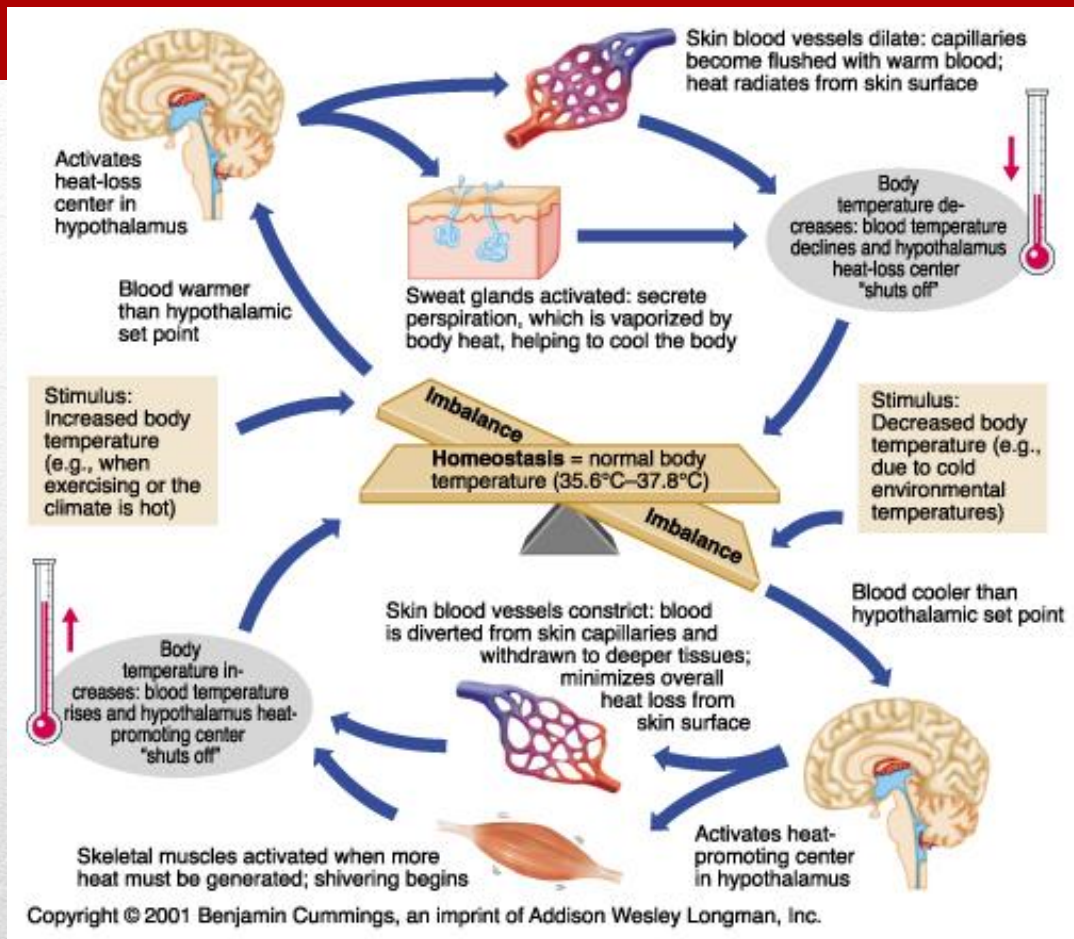 Skin blood vessels dilate: capillaries
become flushed with warm blood;
heat radiates from skin surface
Activates
heat-loss
center in
hypothalamus
Body
temperature de-
creases: blood temperature
declines and hypothalamus
heat-loss center
"shuts off"
Blood warmer
than hypothalamic
set point
Sweat glands activated: secrete
perspiration, which is vaporized by
body heat, helping to cool the body
Stimulus:
Increased body
temperature
(e.g., when
exercising or the
climate is hot)
Imbalance
Homeostasis = normal body
temperature (35.6°C–37.8°C)
Imbalance
Stimulus:
Decreased body
temperature (e.g.,
due to cold
environmental
temperatures)
Blood cooler than
hypothalamic set point
Skin blood vessels constrict: blood
is diverted from skin capillaries and
withdrawn to deeper tissues;
minimizes overall
heat loss from
skin surface
Body
temperature in-
creases: blood temperature
rises and hypothalamus heat-
promoting center
"shuts off"
Activates heat-
promoting center
in hypothalamus
Skeletal muscles activated when more
heat must be generated; shivering begins
Copyright © 2001 Benjamin Cummings, an imprint of Addison Wesley Longman, Inc.